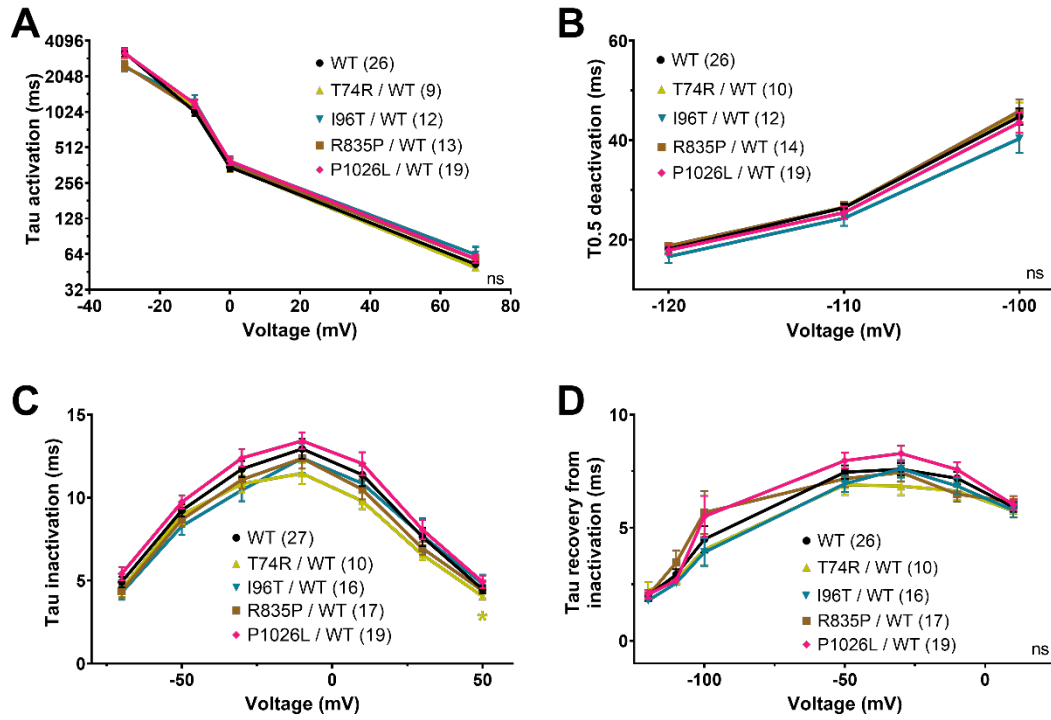 A
4096
2048
1024
512
256
128
64
32
Tau activation (ms)
WT (26)
T74R / WT (9)
I96T / WT (12)
R835P / WT (13)
P1026L / WT (19)
ns
-40 -20 0 20 40 60 80
Voltage (mV)
B
60
40
20
T0.5 deactivation (ms)
WT (26)
T74R / WT (10)
I96T / WT (12)
R835P / WT (14)
P1026L / WT (19)
ns
-120 -110 -100
Voltage (mV)
C
15
10
5
0
Tau inactivation (ms)
WT (27)
T74R / WT (10)
I96T / WT (16)
R835P / WT (17)
P1026L / WT (19)
*
-50 0 50
Voltage (mV)
D
10
5
0
Tau recovery from
inactivation (ms)
WT (26)
T74R / WT (10)
I96T / WT (16)
R835P / WT (17)
P1026L / WT (19)
ns
-100 -50 0
Voltage (mV)